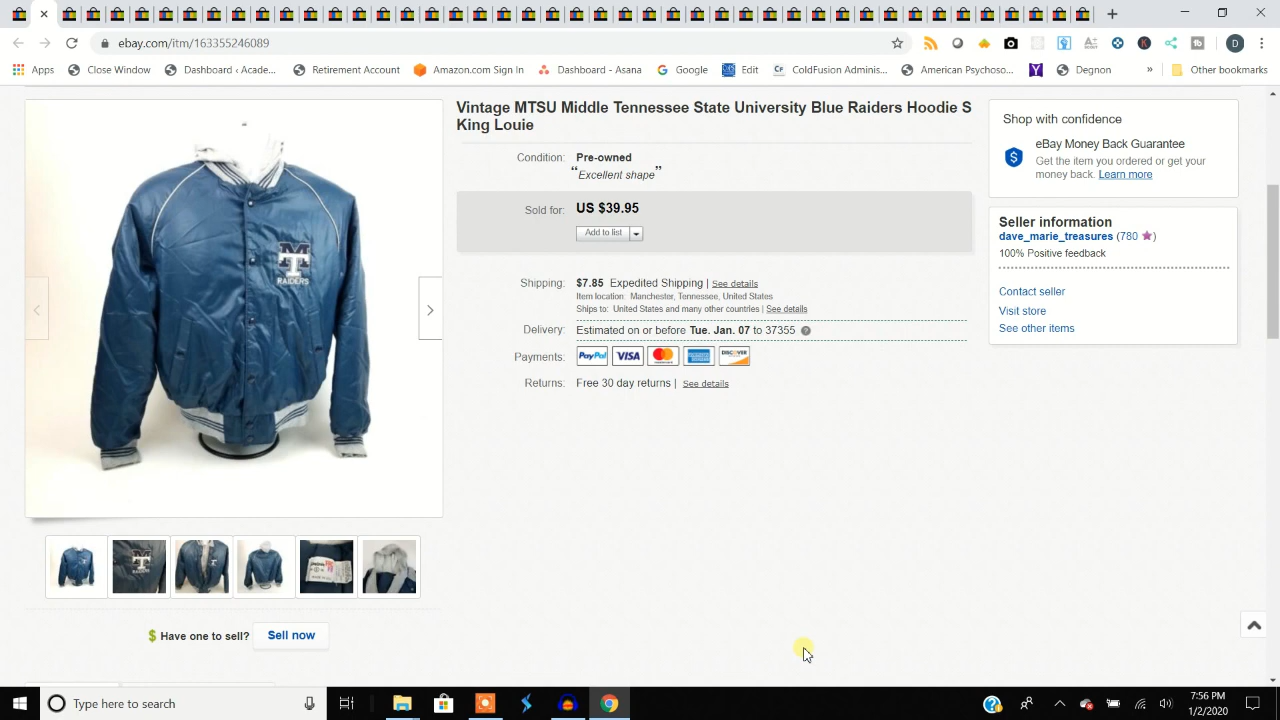 ebay.com/itm/163355246089
D
Apps
Close Window
Dashboard ‹ Acade...
Retirement Account
Amazon.com Sign In
Dashboard - Asana
Google
Edit
CF
ColdFusion Adminis...
American Psychoso...
Degnon
»
Other bookmarks
Vintage MTSU Middle Tennessee State University Blue Raiders Hoodie S
King Louie
Condition: Pre-owned
“Excellent shape”
Sold for: US $39.95
Add to list
Shipping: $7.85 Expedited Shipping | See details
Item location: Manchester, Tennessee, United States
Ships to: United States and many other countries | See details
Delivery: Estimated on or before Tue. Jan. 07 to 37355
Payments: PayPal VISA MasterCard DISCOVER
Returns: Free 30 day returns | See details
Shop with confidence
eBay Money Back Guarantee
Get the item you ordered or get your
money back. Learn more
Seller information
dave_marie_treasures (780)
100% Positive feedback
Contact seller
Visit store
See other items
MT
RAIDERS
Have one to sell? Sell now
Type here to search
7:56 PM
1/2/2020